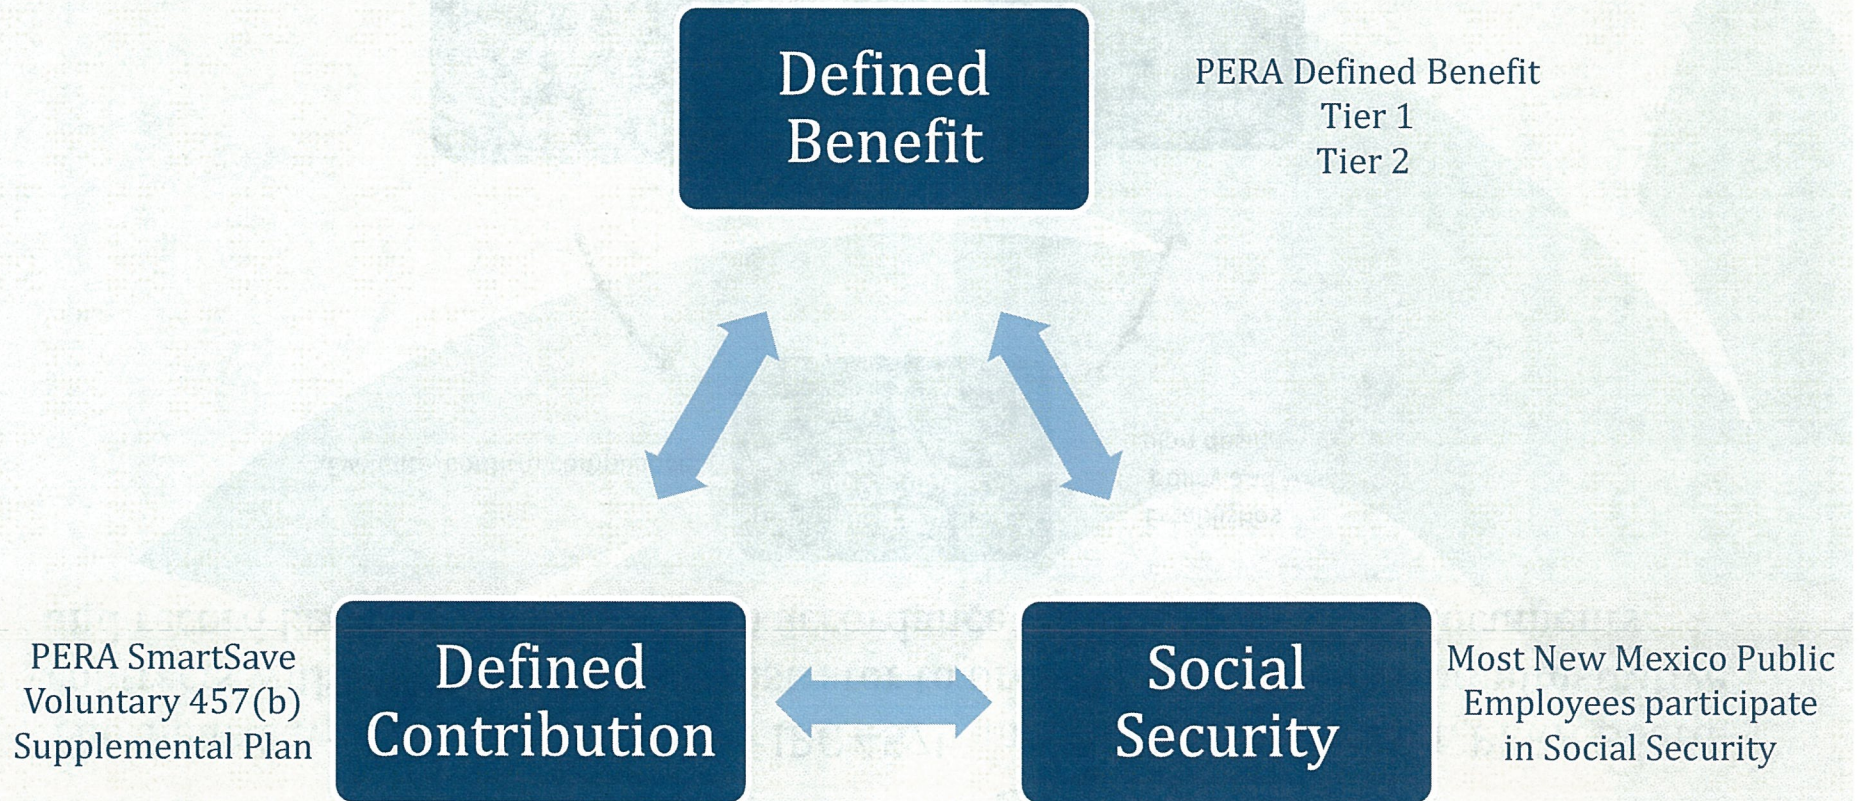 Defined
Benefit
PERA Defined Benefit
Tier 1
Tier 2
PERA SmartSave
Voluntary 457(b)
Supplemental Plan
Defined
Contribution
Social
Security
Most New Mexico Public
Employees participate
in Social Security